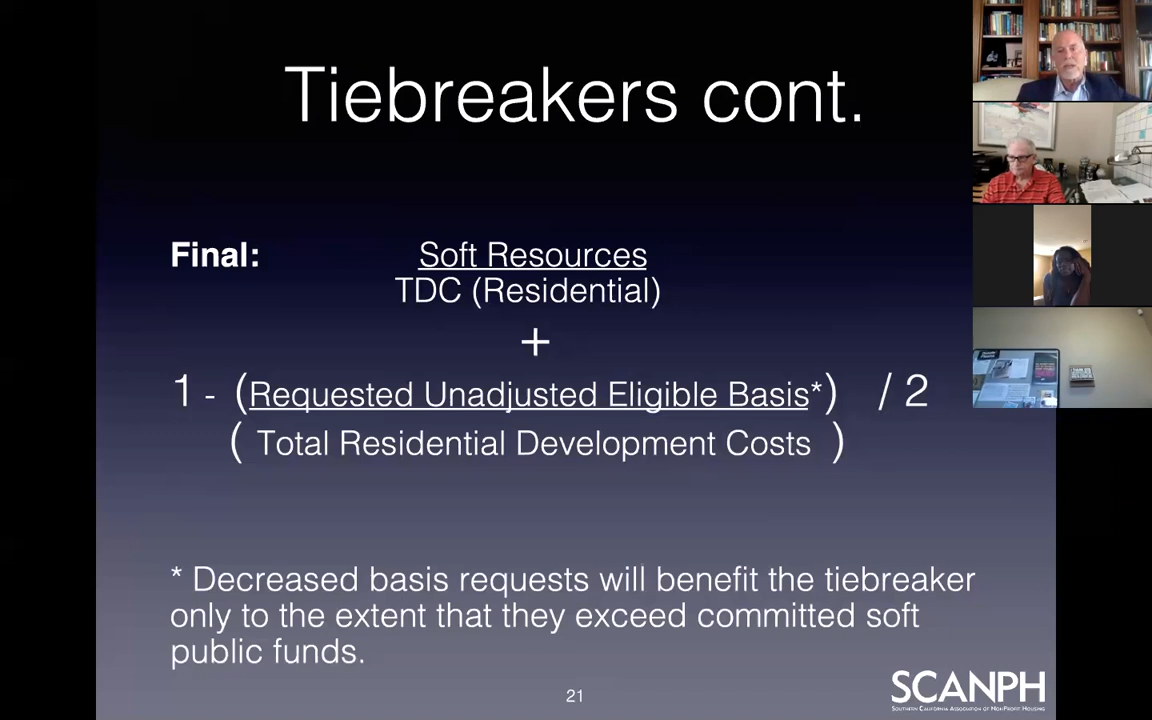 Tiebreakers cont.
Final:
Soft Resources
TDC (Residential)
+
1 - (Requested Unadjusted Eligible Basis*) / 2
( Total Residential Development Costs )
* Decreased basis requests will benefit the tiebreaker
only to the extent that they exceed committed soft
public funds.
21
SCANPH
SOUTHERN CALIFORNIA ASSOCIATION OF NONPROFIT HOUSING